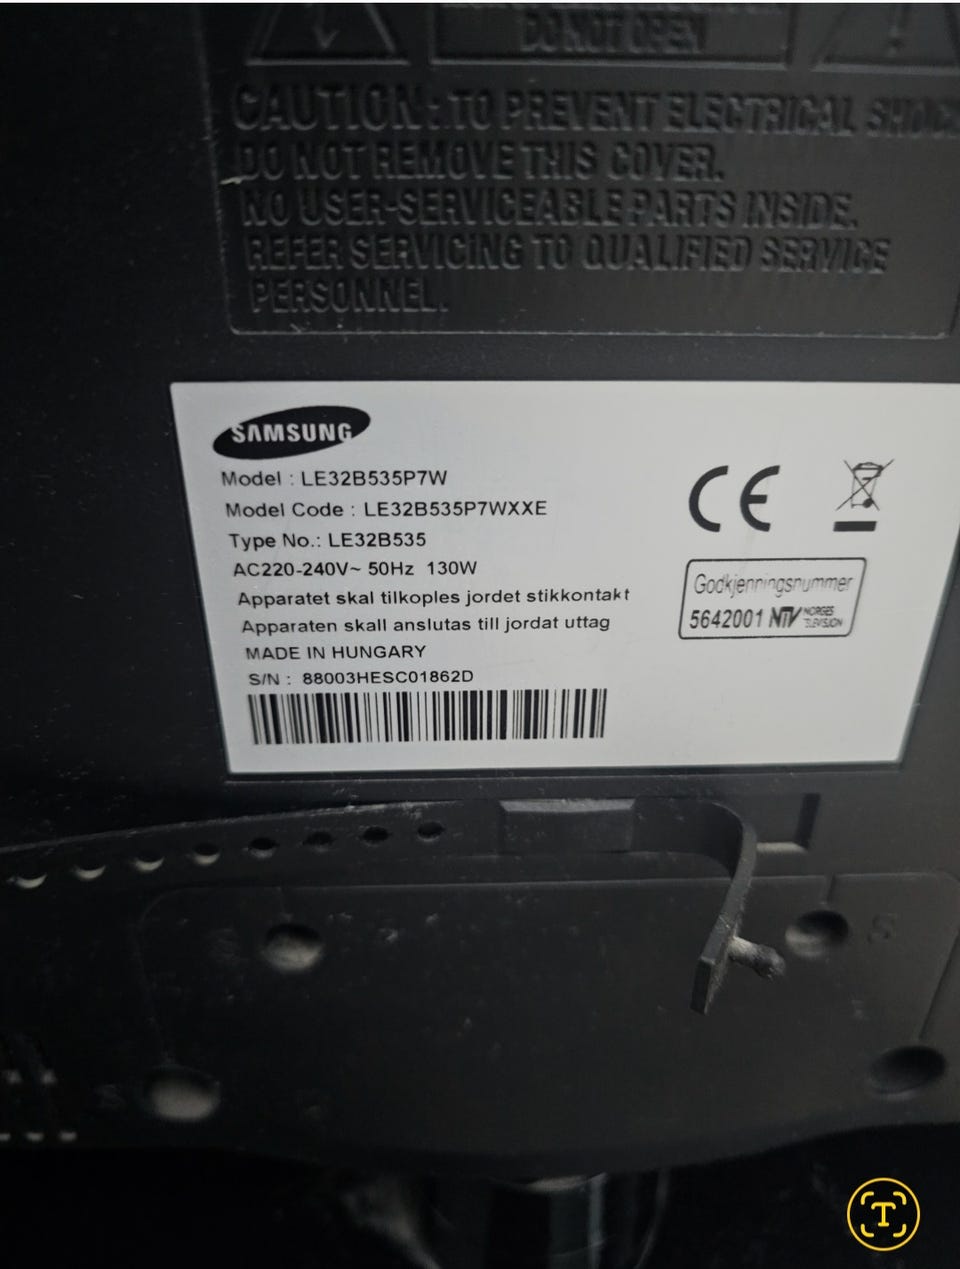 DO NOT OPEN
CAUTION: TO PREVENT ELECTRICAL SHOCK
DO NOT REMOVE THIS COVER.
NO USER-SERVICEABLE PARTS INSIDE.
REFER SERVICING TO QUALIFIED SERVICE
PERSONNEL.
SAMSUNG
Model : LE32B535P7W
Model Code : LE32B535P7WXXE
Type No.: LE32B535
AC220-240V~ 50Hz 130W
Apparatet skal tilkoples jordet stikkontakt
Apparaten skall anslutas till jordat uttag
MADE IN HUNGARY
S/N : 88003HESC01862D
CE
Godkjenningsnummer
5642001 NTV NORGES
TELEVISJON